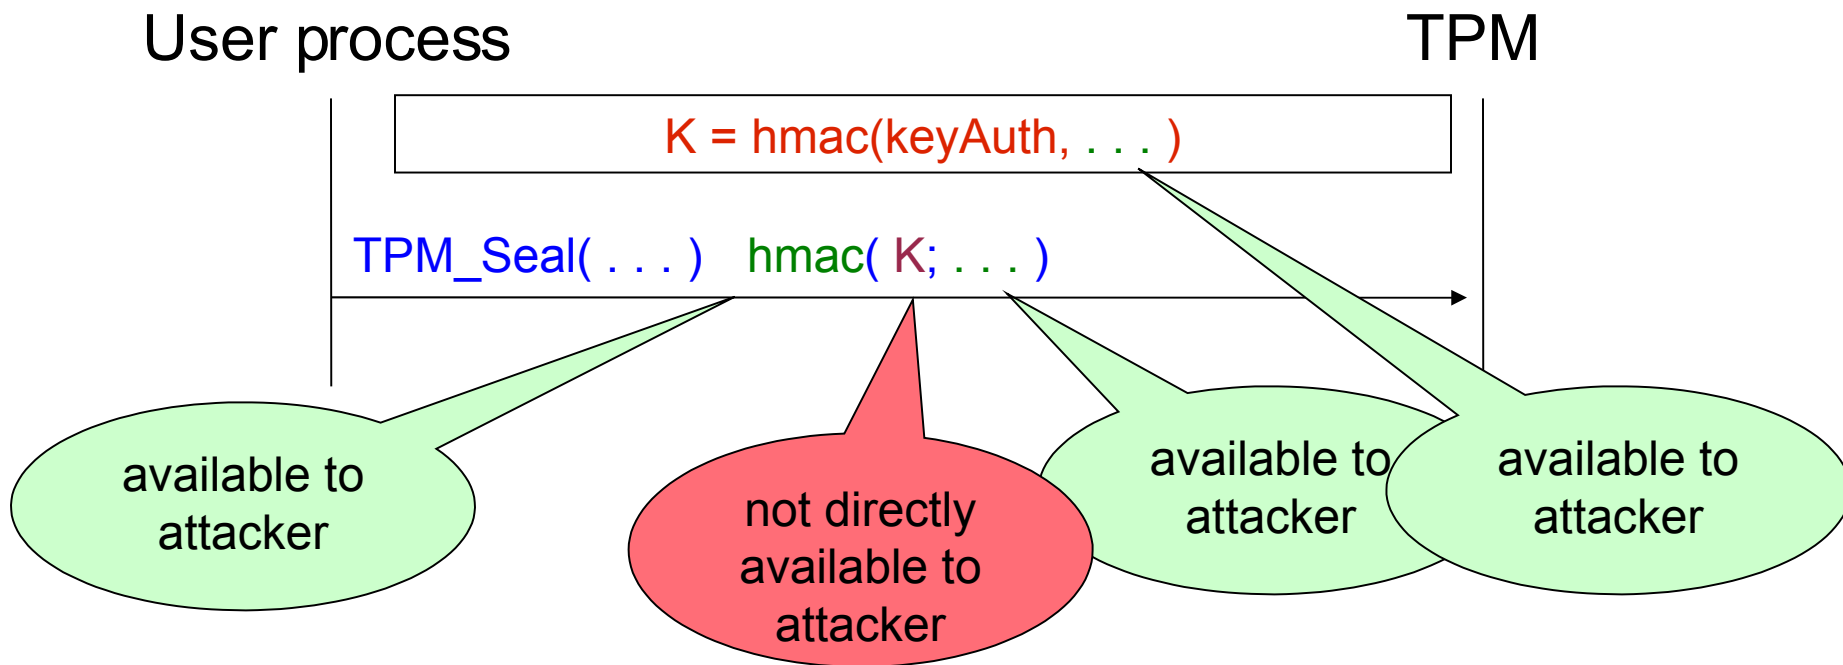 User process TPM
K = hmac(keyAuth, . . . )
TPM_Seal( . . . ) hmac( K; . . . )
available to
attacker
not directly
available to
attacker
available to
attacker
available to
attacker